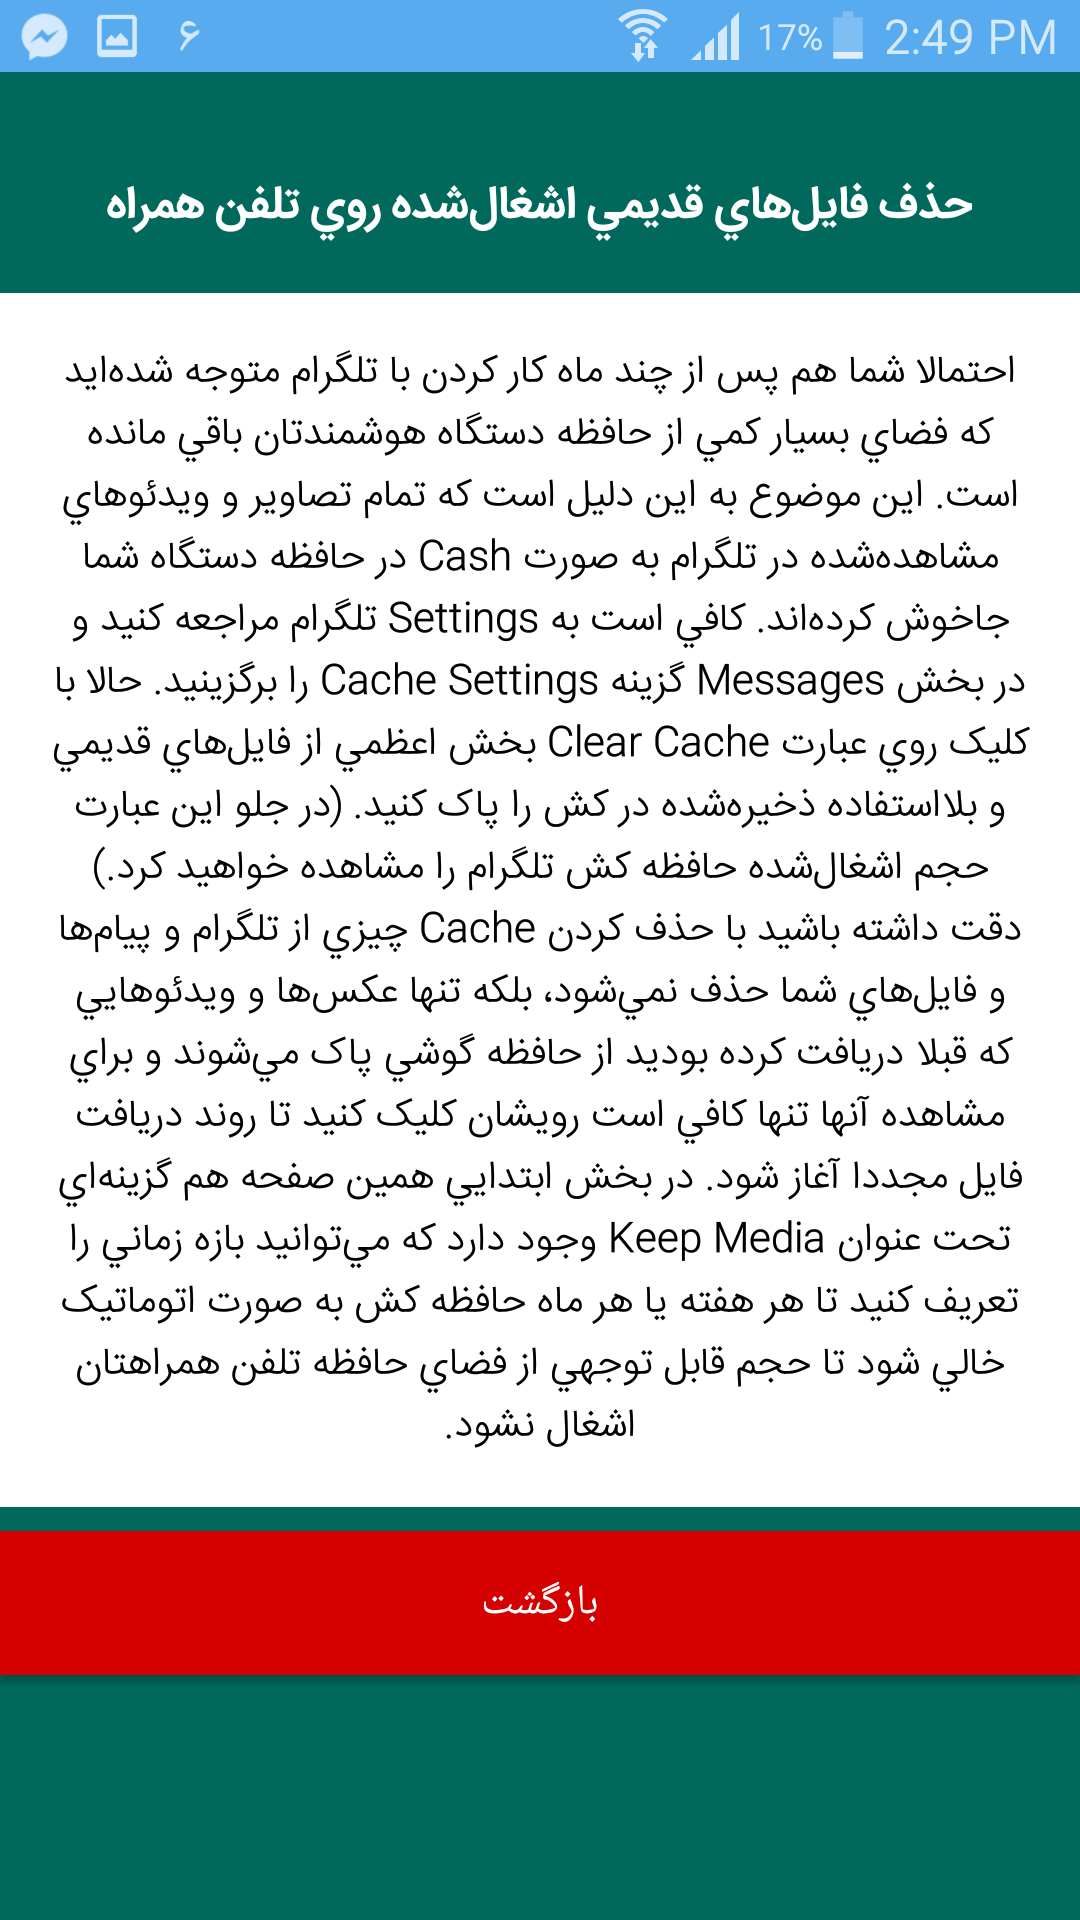 ۶ 17% 2:49 PM
حذف فايل‌هاي قديمي اشغال‌شده روي تلفن همراه
احتمالا شما هم پس از چند ماه کار کردن با تلگرام متوجه شده‌ايد
که فضاي بسيار کمي از حافظه دستگاه هوشمندتان باقي مانده
است. اين موضوع به اين دليل است که تمام تصاوير و ويدئوهاي
مشاهده‌شده در تلگرام به صورت Cash در حافظه دستگاه شما
جاخوش کرده‌اند. کافي است به Settings تلگرام مراجعه کنيد و
در بخش Messages گزينه Cache Settings را برگزينيد. حالا با
کليک روي عبارت Clear Cache بخش اعظمي از فايل‌هاي قديمي
و بلااستفاده ذخيره‌شده در کش را پاک کنيد. (در جلو اين عبارت
حجم اشغال‌شده حافظه کش تلگرام را مشاهده خواهيد کرد.)
دقت داشته باشيد با حذف کردن Cache چيزي از تلگرام و پيام‌ها
و فايل‌هاي شما حذف نمي‌شود، بلکه تنها عکس‌ها و ويدئوهايي
که قبلا دريافت کرده بوديد از حافظه گوشي پاک مي‌شوند و براي
مشاهده آنها تنها کافي است رويشان کليک کنيد تا روند دريافت
فايل مجددا آغاز شود. در بخش ابتدايي همين صفحه هم گزينه‌اي
تحت عنوان Keep Media وجود دارد که مي‌توانيد بازه زماني را
تعريف کنيد تا هر هفته يا هر ماه حافظه کش به صورت اتوماتيک
خالي شود تا حجم قابل توجهي از فضاي حافظه تلفن همراهتان
اشغال نشود.
بازگشت